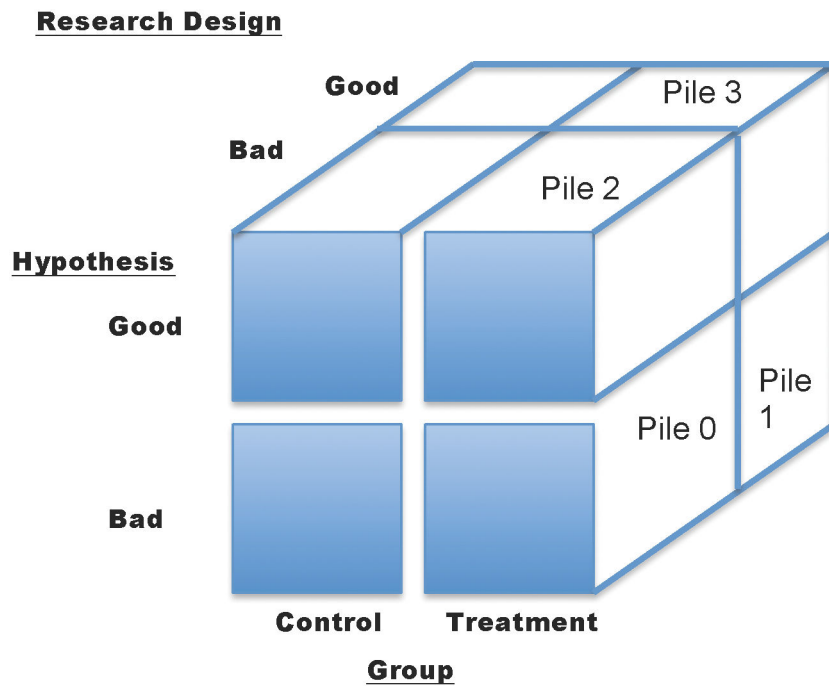 Research Design
Good
Pile 3
Bad
Pile 2
Hypothesis
Good
Pile
1
Pile 0
Bad
Control
Treatment
Group